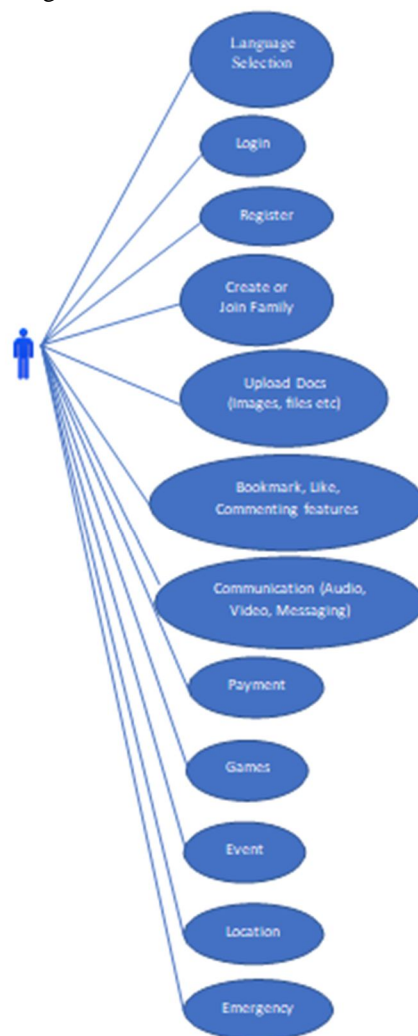 Language
Selection
Login
Register
Create or
Join Family
Upload Docs
(Images, files etc)
Bookmark, Like,
Commenting features
Communication (Audio,
Video, Messaging)
Payment
Games
Event
Location
Emergency